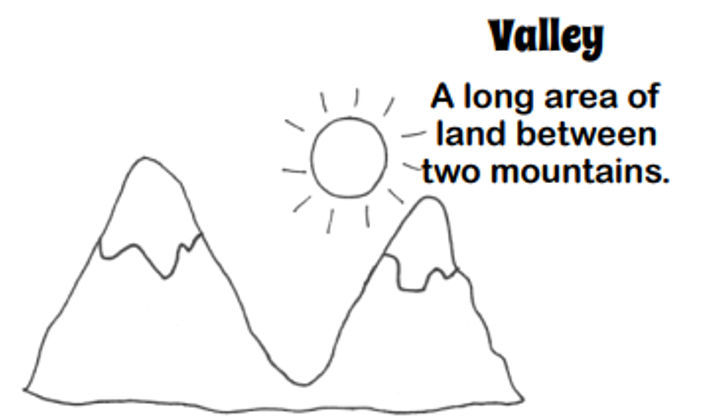 Valley
A long area of
land between
two mountains.